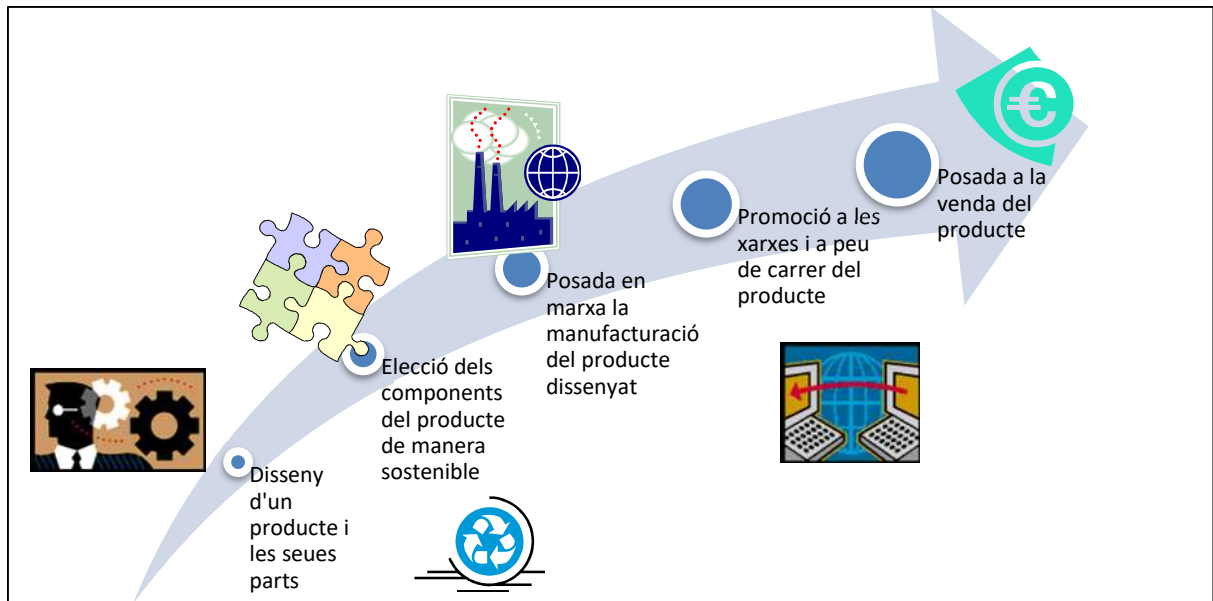 Disseny
d'un
producte i
les seues
parts
Elecció dels
components
del producte
de manera
sostenible
Posada en
marxa la
manufacturació
del producte
dissenyat
Promoció a les
xarxes i a peu
de carrer del
producte
Posada a la
venda del
producte
€